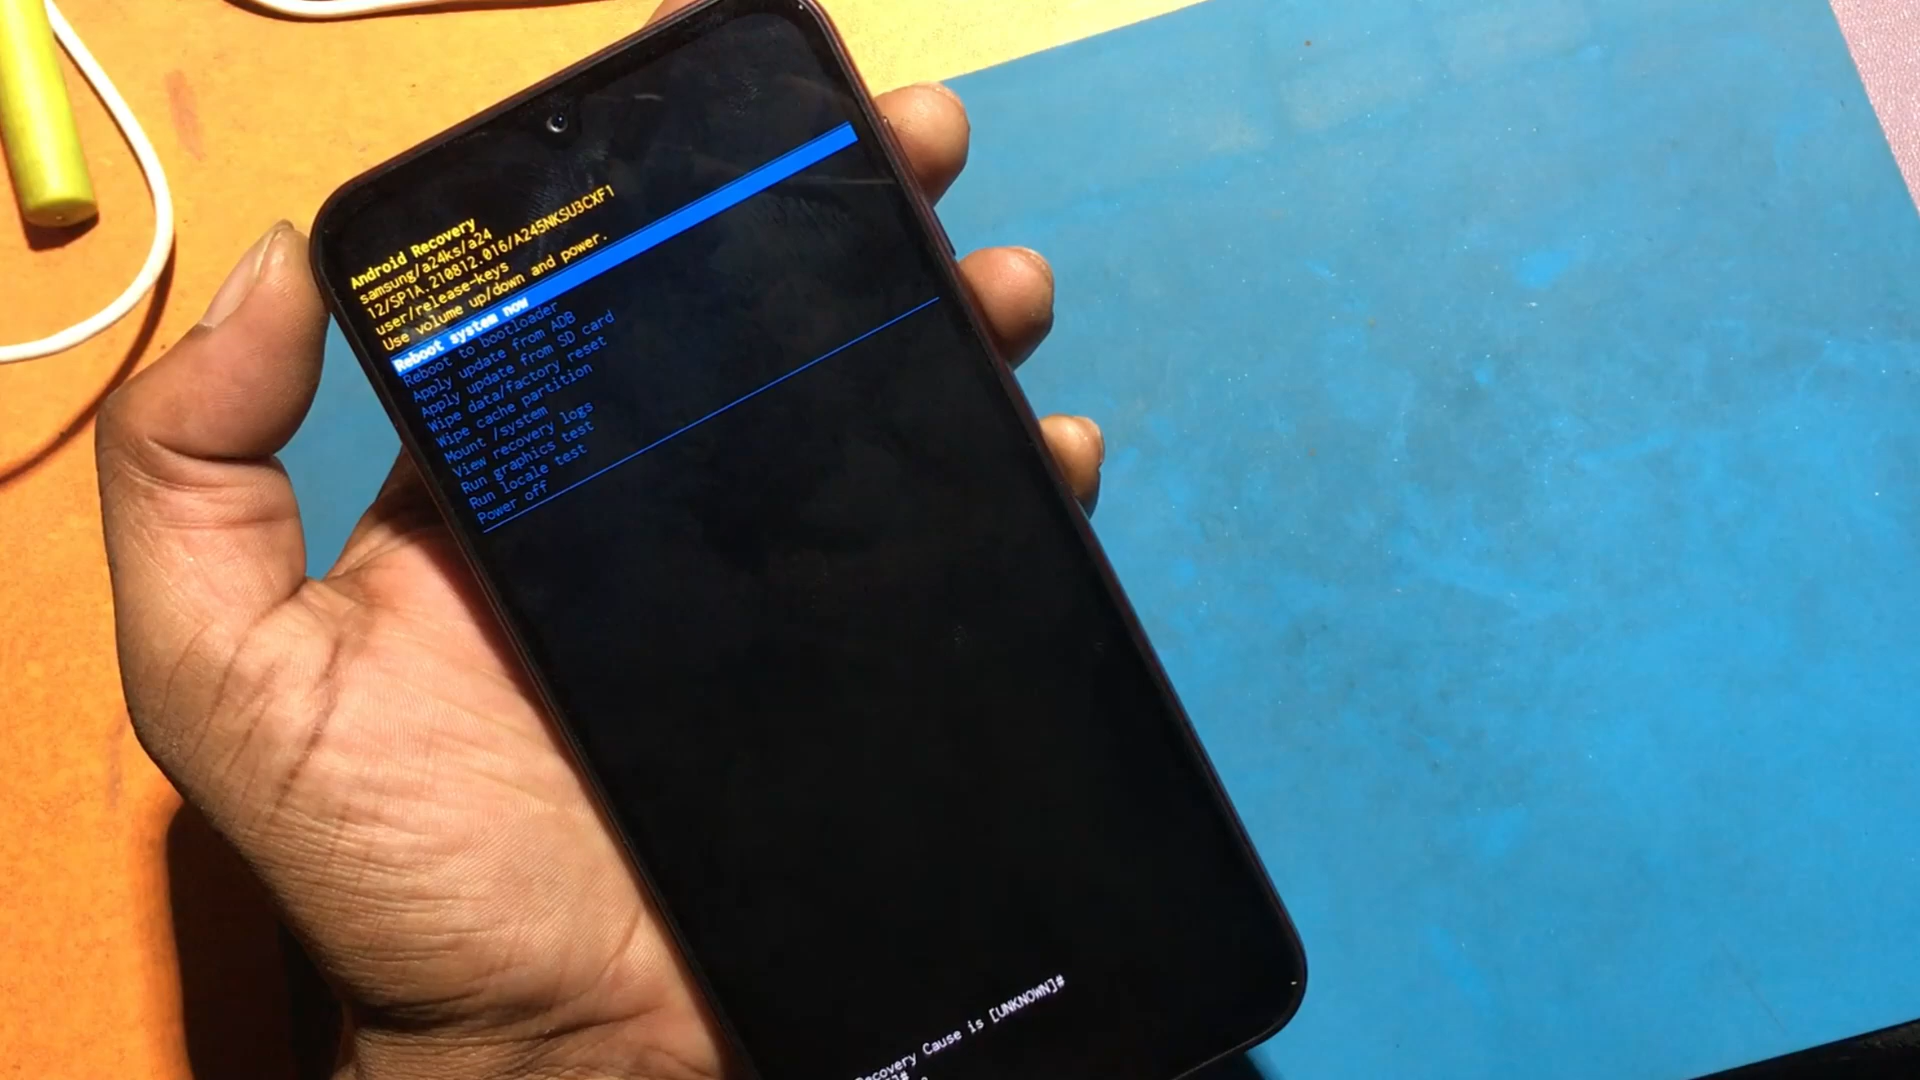 Android Recovery
samsung/a24ks/a24
12/SP1A.210812.016/A245NKSU3CXF1
user/release-keys
Use volume up/down and power.
Reboot system now
Reboot to bootloader
Apply update from ADB
Apply update from SD card
Wipe data/factory reset
Wipe cache partition
Mount /system
View recovery logs
Run graphics test
Run locale test
Power off
ecovery Cause is [UNKNOWN]#
]#